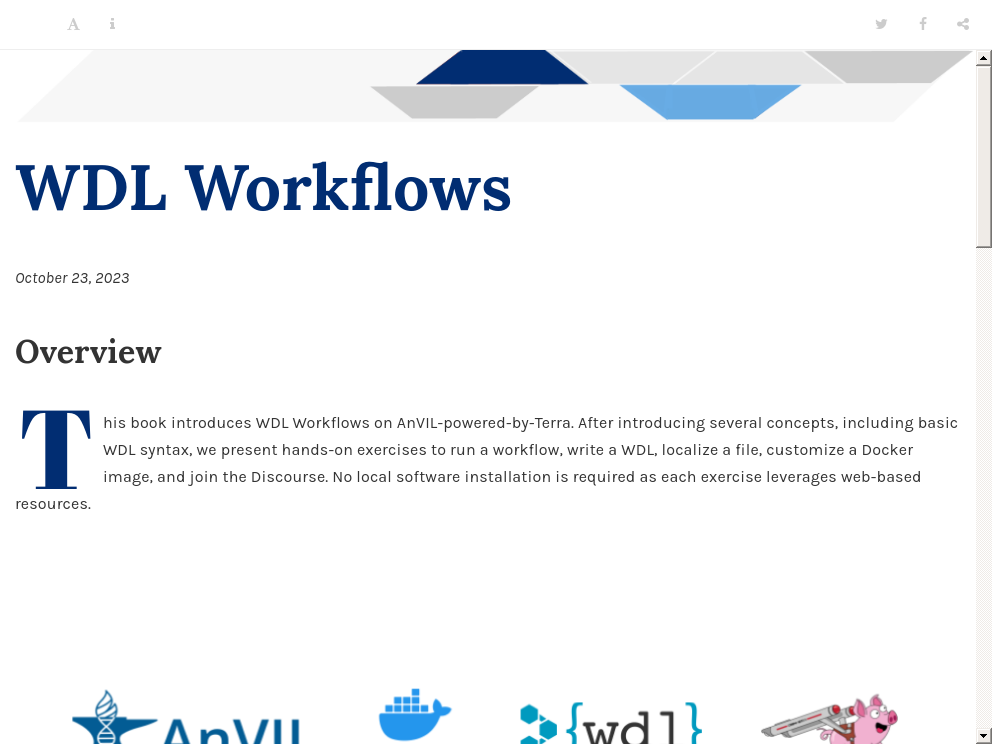 WDL Workflows
October 23, 2023
Overview
This book introduces WDL Workflows on AnVIL-powered-by-Terra. After introducing several concepts, including basic
WDL syntax, we present hands-on exercises to run a workflow, write a WDL, localize a file, customize a Docker
image, and join the Discourse. No local software installation is required as each exercise leverages web-based
resources.
AnVIL {wdl}